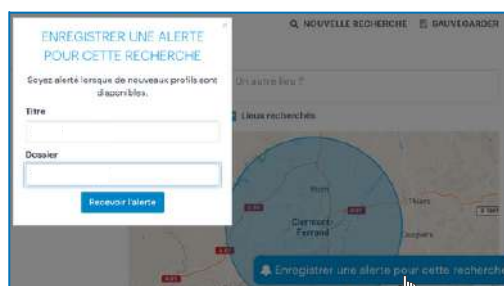 ENREGISTRER UNE ALERTE
POUR CETTE RECHERCHE
Soyez alerté lorsque de nouveaux profils sont
disponibles.
Titre
Dossier
Recevoir l'alerte
NOUVELLE RECHERCHE
SAUVEGARDER
Un autre lieu ?
Lieux recherchés
Riom
Thiers
Clermont-
Ferrand
Enregistrer une alerte pour cette recherche